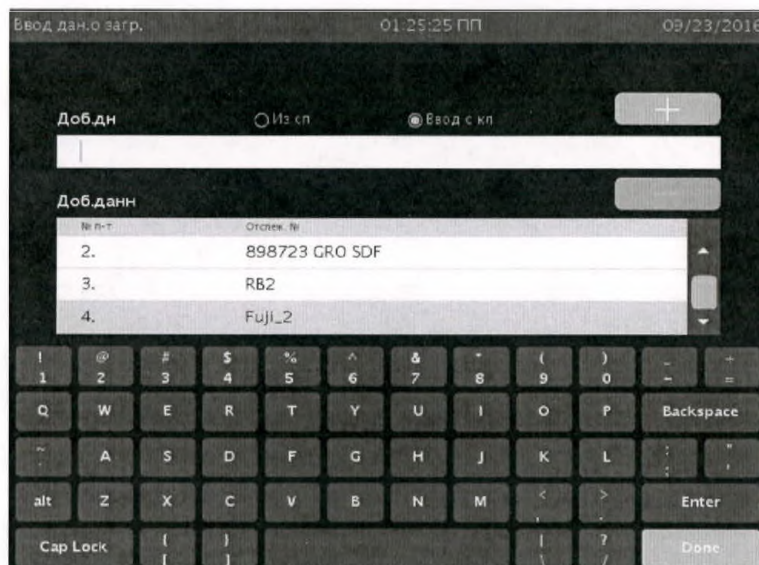 Ввод дан.о загр. 01:25:25 ПП 09/23/2016
Доб.дн Из сп Ввод с кл +
Доб.данн
№ п-т Отслеж. №
2. 898723 GRO SDF
3. RB2
4. Fuji_2
! @ # $ % ^ & * ( ) _ +
1 2 3 4 5 6 7 8 9 0 - =
Q W E R T Y U I O P Backspace
~ A S D F G H J K L : "
; '
alt Z X C V B N M < > Enter
, .
Cap Lock { } | ? Done
[ ] \ /